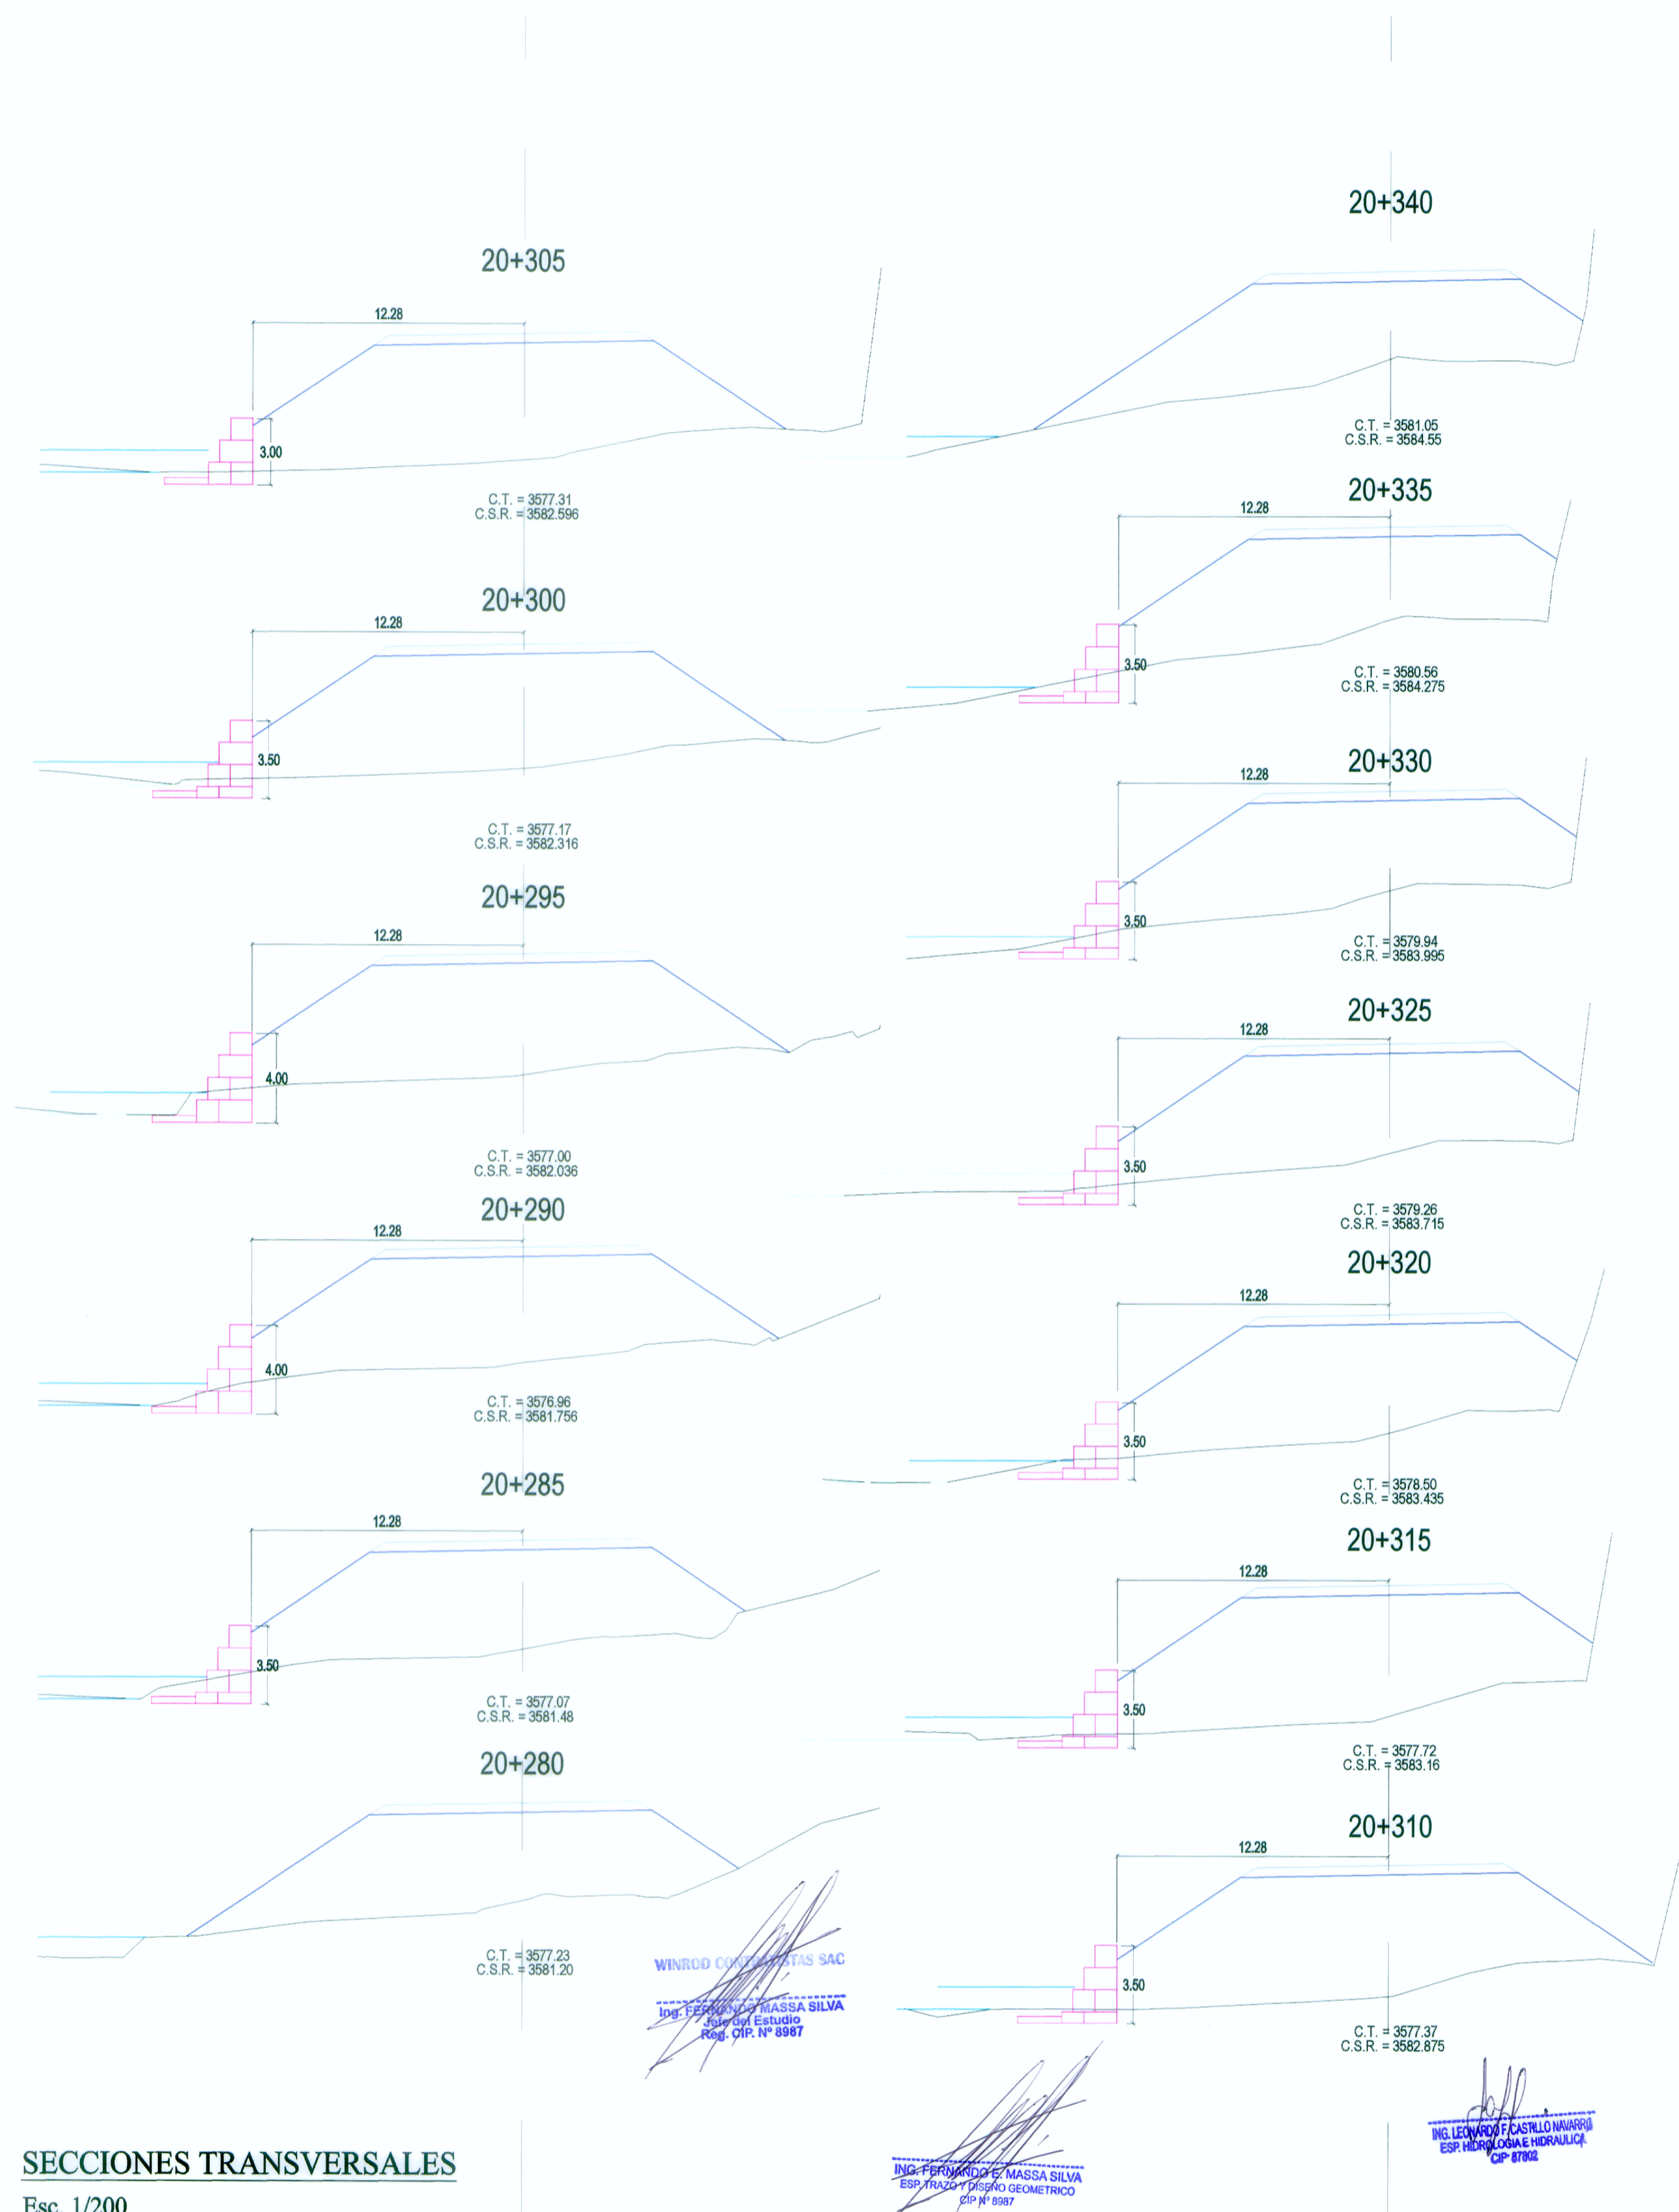 20+305
12.28
3.00
C.T. = 3577.31
C.S.R. = 3582.596
20+300
12.28
3.50
C.T. = 3577.17
C.S.R. = 3582.316
20+295
12.28
4.00
C.T. = 3577.00
C.S.R. = 3582.036
20+290
12.28
4.00
C.T. = 3576.96
C.S.R. = 3581.756
20+285
12.28
3.50
C.T. = 3577.07
C.S.R. = 3581.48
20+280
C.T. = 3577.23
C.S.R. = 3581.20
20+340
C.T. = 3581.05
C.S.R. = 3584.55
20+335
12.28
3.50
C.T. = 3580.56
C.S.R. = 3584.275
20+330
12.28
3.50
C.T. = 3579.94
C.S.R. = 3583.995
20+325
12.28
3.50
C.T. = 3579.26
C.S.R. = 3583.715
20+320
12.28
3.50
C.T. = 3578.50
C.S.R. = 3583.435
20+315
12.28
3.50
C.T. = 3577.72
C.S.R. = 3583.16
20+310
12.28
3.50
C.T. = 3577.37
C.S.R. = 3582.875
WINROD CONTRATISTAS SAC
Ing. FERNANDO MASSA SILVA
Jefe del Estudio
Reg. CIP. Nº 8987
ING. FERNANDO E. MASSA SILVA
ESP. TRAZO Y DISEÑO GEOMETRICO
CIP Nº 8987
ING. LEONARDO F. CASTILLO NAVARRO
ESP. HIDROLOGIA E HIDRAULICA
CIP 87802
SECCIONES TRANSVERSALES
Esc. 1/200